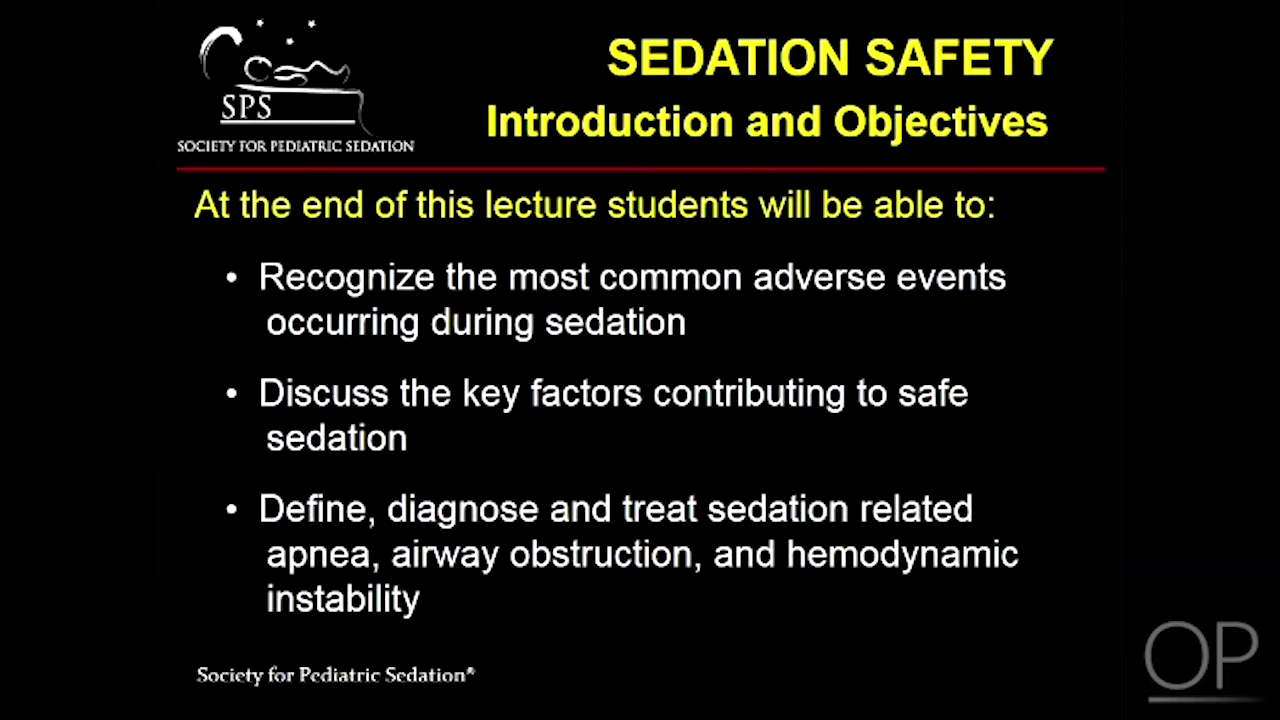 SPS
SOCIETY FOR PEDIATRIC SEDATION
SEDATION SAFETY
Introduction and Objectives
At the end of this lecture students will be able to:
• Recognize the most common adverse events
occurring during sedation
• Discuss the key factors contributing to safe
sedation
• Define, diagnose and treat sedation related
apnea, airway obstruction, and hemodynamic
instability
Society for Pediatric Sedation®
OP